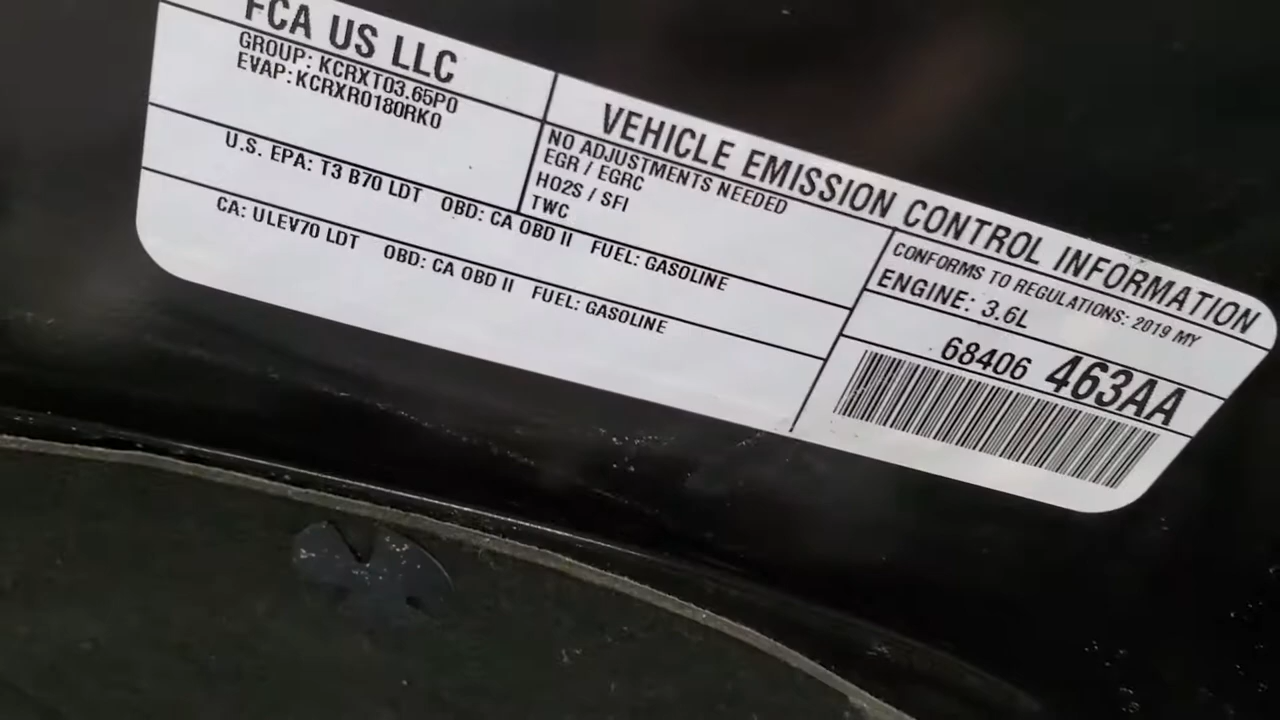 FCA US LLC
GROUP: KCRXT03.65P0
EVAP: KCRXR0180RK0
VEHICLE EMISSION CONTROL INFORMATION
NO ADJUSTMENTS NEEDED
EGR / EGRC
HO2S / SFI
TWC
CONFORMS TO REGULATIONS: 2019 MY
ENGINE: 3.6L
U.S. EPA: T3 B70 LDT OBD: CA OBD II FUEL: GASOLINE
CA: ULEV70 LDT OBD: CA OBD II FUEL: GASOLINE
68406 463AA